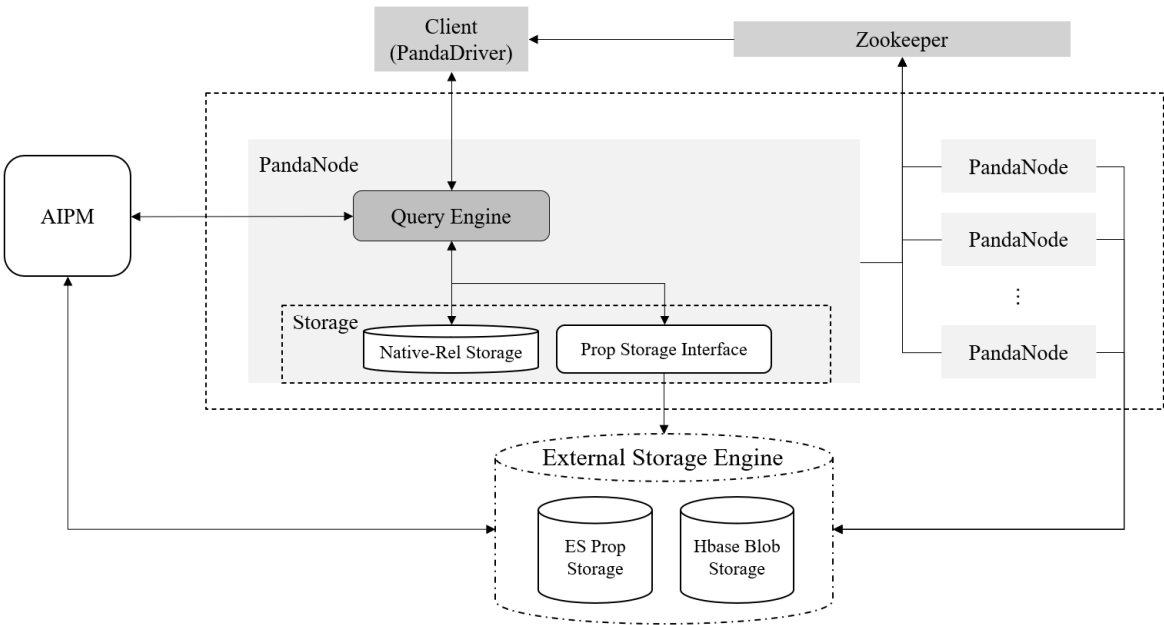 Client
(PandaDriver)
Zookeeper
PandaNode
PandaNode
AIPM
Query Engine
PandaNode
⋮
Storage
Native-Rel Storage
Prop Storage Interface
PandaNode
External Storage Engine
ES Prop
Storage
Hbase Blob
Storage